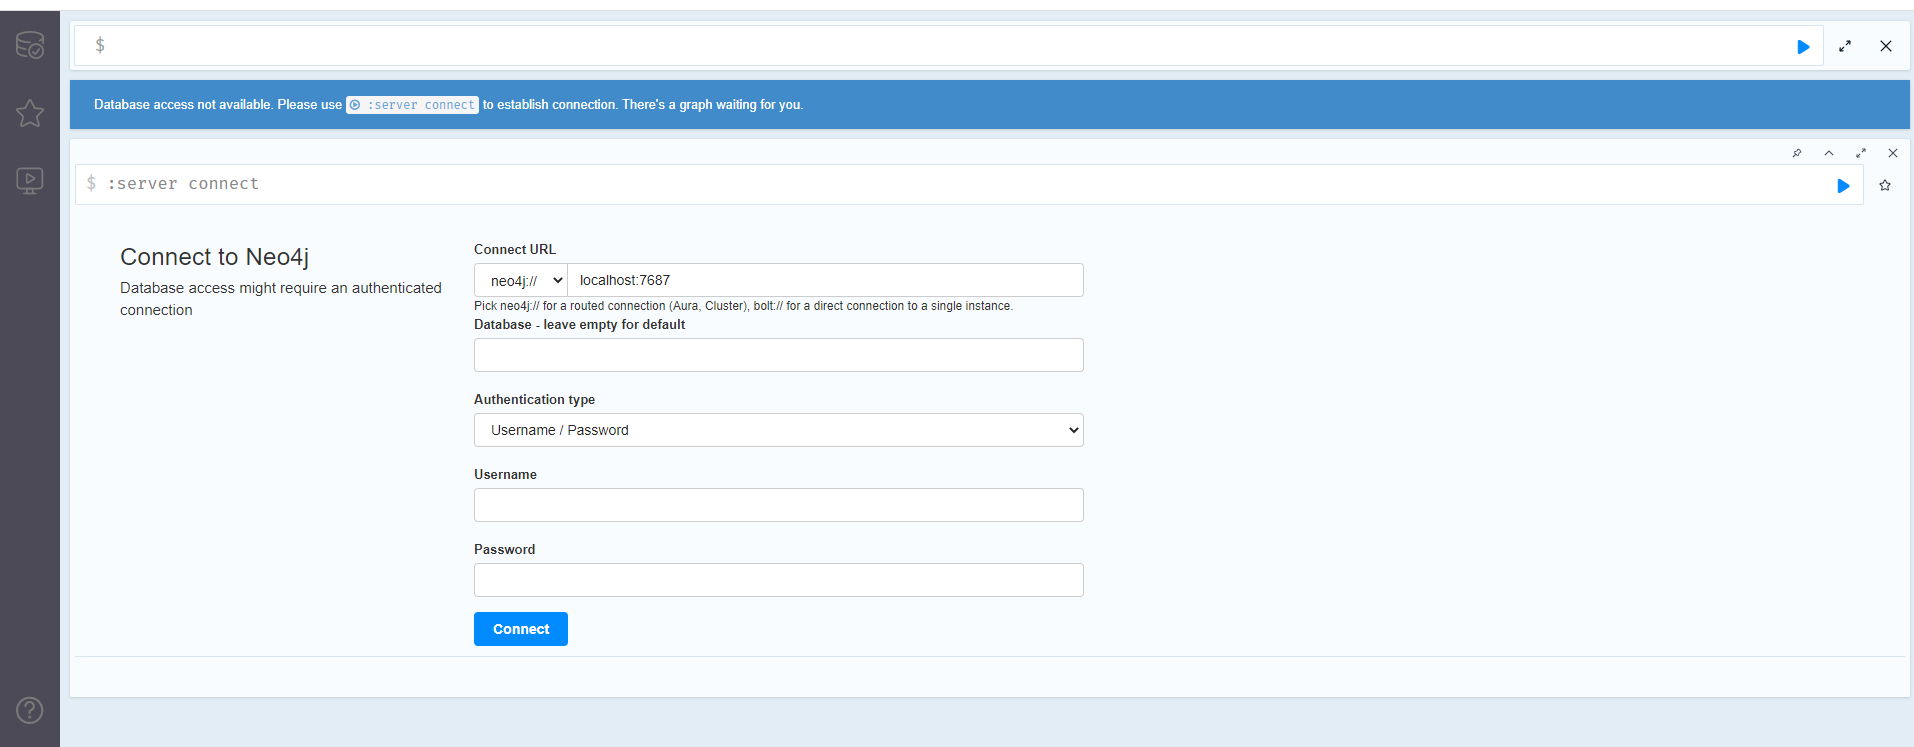 $
Database access not available. Please use :server connect to establish connection. There's a graph waiting for you.
$ :server connect
Connect to Neo4j
Database access might require an authenticated
connection
Connect URL
neo4j:// localhost:7687
Pick neo4j:// for a routed connection (Aura, Cluster), bolt:// for a direct connection to a single instance.
Database - leave empty for default
Authentication type
Username / Password
Username
Password
Connect